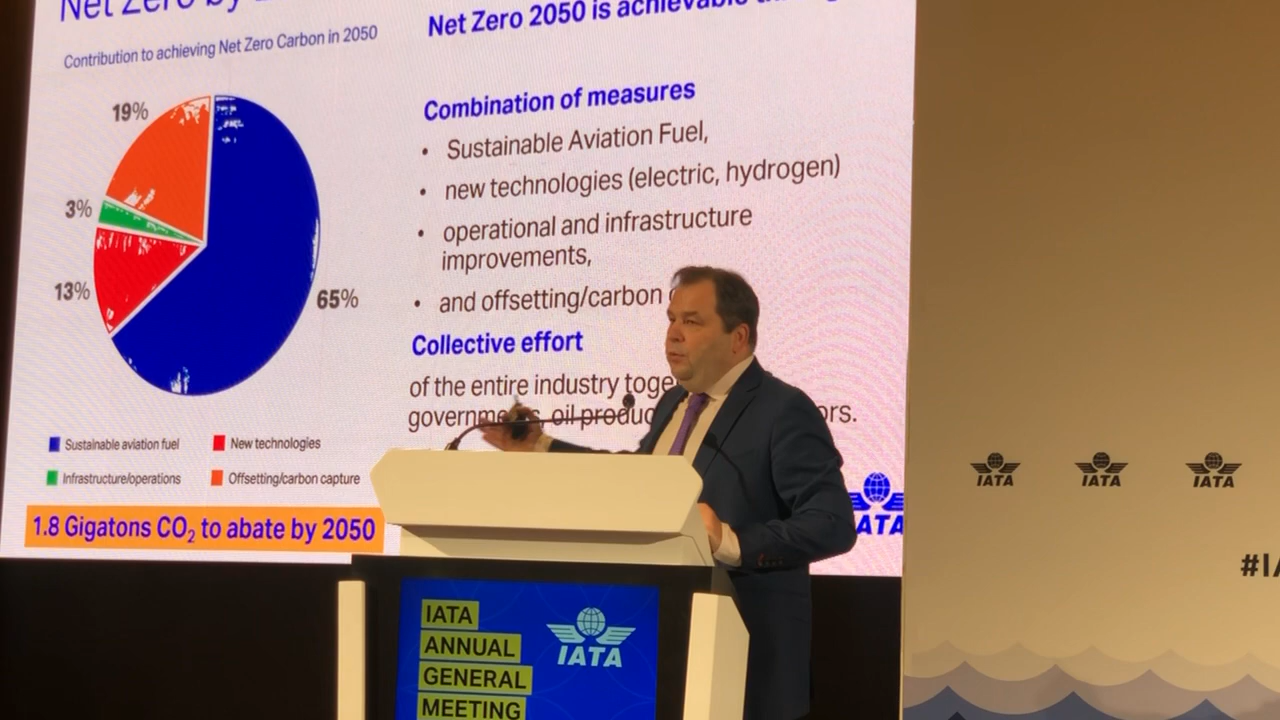 Net Zero by
Contribution to achieving Net Zero Carbon in 2050
19%
3%
13%
65%
Sustainable aviation fuel
New technologies
Infrastructure/operations
Offsetting/carbon capture
1.8 Gigatons CO₂ to abate by 2050
Net Zero 2050 is achievable
Combination of measures
• Sustainable Aviation Fuel,
• new technologies (electric, hydrogen)
• operational and infrastructure
improvements,
• and offsetting/carbon
Collective effort
of the entire industry
IATA
ANNUAL
GENERAL
MEETING
IATA
IATA
IATA
IATA